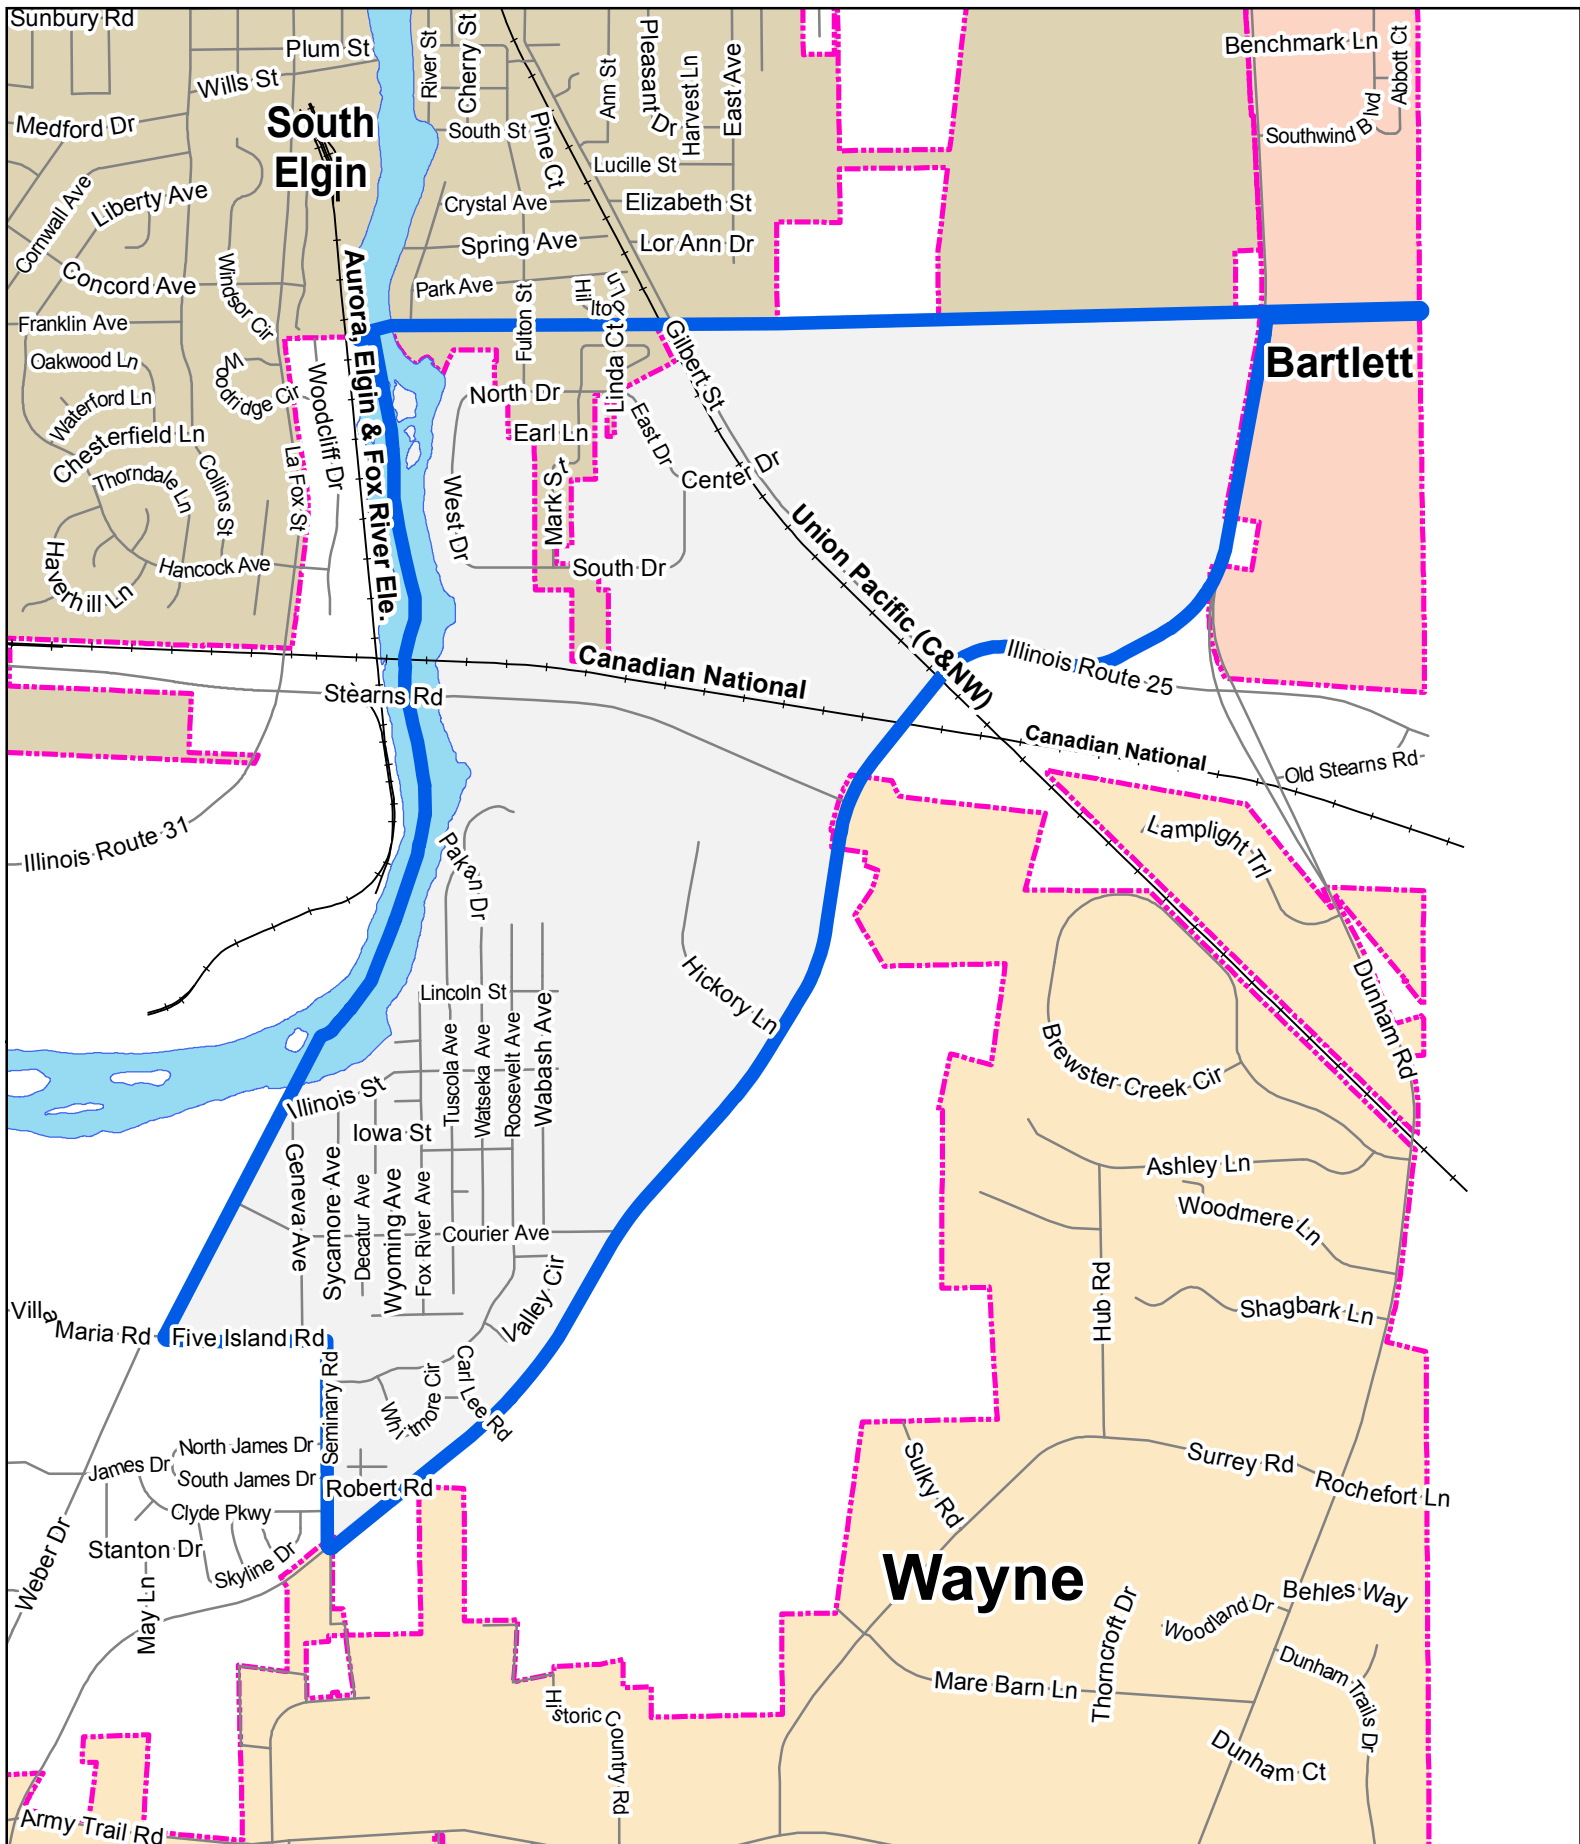 Sunbury Rd
Plum St
Wills St
River St
Cherry St
Pleasant Dr
Ann St
Harvest Ln
East Ave
Benchmark Ln
Abbott Ct
Southwind Blvd
Medford Dr
South
Elgin
South St
Pine Ct
Lucille St
Cornwall Ave
Liberty Ave
Crystal Ave
Elizabeth St
Spring Ave
Lor Ann Dr
Concord Ave
Windsor Cir
Park Ave
Fulton St
Hilltop Ln
Franklin Ave
Aurora, Elgin & Fox River Ele.
Gilbert St
Bartlett
Oakwood Ln
Woodridge Cir
Woodcliff Dr
Linda Ct
Waterford Ln
North Dr
East Dr
Chesterfield Ln
Earl Ln
Thorndale Ln
Collins St
La Fox St
West Dr
Mark St
Center Dr
Union Pacific (C&NW)
Haverhill Ln
Hancock Ave
South Dr
Canadian National
Illinois Route 25
Stearns Rd
Canadian National
Old Stearns Rd
Illinois Route 31
Pakan Dr
Lamplight Trl
Hickory Ln
Lincoln St
Dunham Rd
Tuscola Ave
Watseka Ave
Roosevelt Ave
Wabash Ave
Brewster Creek Cir
Illinois St
Iowa St
Geneva Ave
Sycamore Ave
Decatur Ave
Wyoming Ave
Fox River Ave
Ashley Ln
Woodmere Ln
Courier Ave
Valley Cir
Hub Rd
Shagbark Ln
Villa Maria Rd
Five Island Rd
Seminary Rd
Whitmore Cir
Carl Lee Rd
North James Dr
James Dr
South James Dr
Robert Rd
Clyde Pkwy
Sulky Rd
Surrey Rd
Rochefort Ln
Weber Dr
Stanton Dr
Skyline Dr
May Ln
Wayne
Thorncroft Dr
Woodland Dr
Behles Way
Mare Barn Ln
Dunham Trails Dr
Historic Country Rd
Dunham Ct
Army Trail Rd